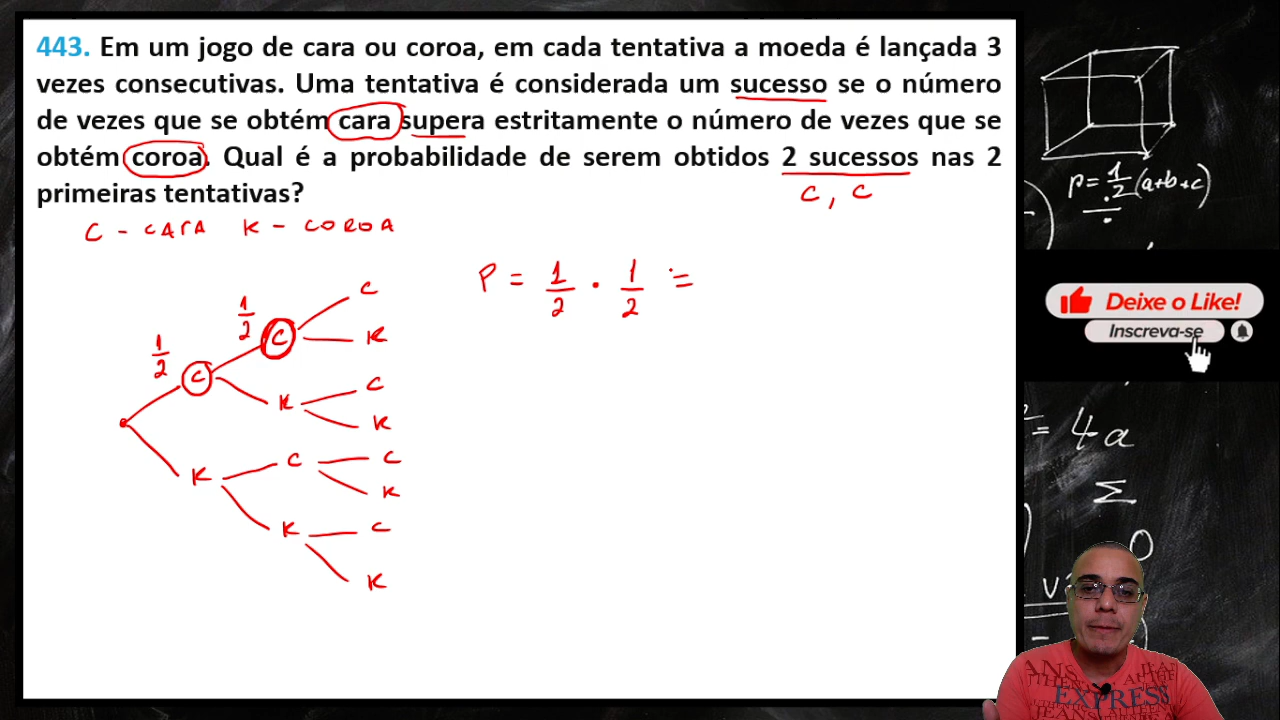 443. Em um jogo de cara ou coroa, em cada tentativa a moeda é lançada 3
vezes consecutivas. Uma tentativa é considerada um sucesso se o número
de vezes que se obtém cara supera estritamente o número de vezes que se
obtém coroa. Qual é a probabilidade de serem obtidos 2 sucessos nas 2
primeiras tentativas?
C, C
C - CARA K - COROA
P = 1/2 · 1/2 =
1/2
1/2
C
C
K
C
K
C
K
C
K
C
K
C
K
K
C
K
p = 1/2 (a+b+c)
Deixe o Like!
Inscreva-se
= 4a
Σ
0
EXPRESS